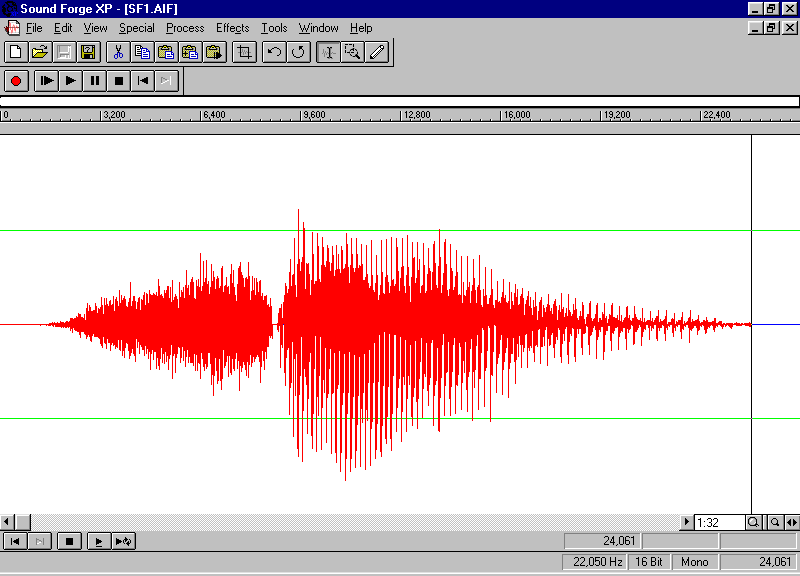 Sound Forge XP - [SF1.AIF]
File Edit View Special Process Effects Tools Window Help
0 3,200 6,400 9,600 12,800 16,000 19,200 22,400
1:32
24,061
22,050 Hz 16 Bit Mono 24,061